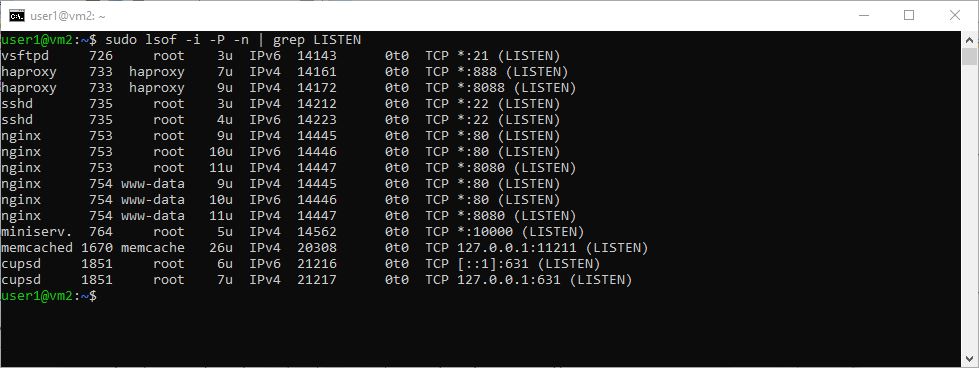 user1@vm2: ~
user1@vm2:~$ sudo lsof -i -P -n | grep LISTEN
vsftpd     726     root    3u  IPv6  14143      0t0  TCP *:21 (LISTEN)
haproxy    733  haproxy    7u  IPv4  14161      0t0  TCP *:888 (LISTEN)
haproxy    733  haproxy    9u  IPv4  14172      0t0  TCP *:8088 (LISTEN)
sshd       735     root    3u  IPv4  14212      0t0  TCP *:22 (LISTEN)
sshd       735     root    4u  IPv6  14223      0t0  TCP *:22 (LISTEN)
nginx      753     root    9u  IPv4  14445      0t0  TCP *:80 (LISTEN)
nginx      753     root   10u  IPv6  14446      0t0  TCP *:80 (LISTEN)
nginx      753     root   11u  IPv4  14447      0t0  TCP *:8080 (LISTEN)
nginx      754 www-data    9u  IPv4  14445      0t0  TCP *:80 (LISTEN)
nginx      754 www-data   10u  IPv6  14446      0t0  TCP *:80 (LISTEN)
nginx      754 www-data   11u  IPv4  14447      0t0  TCP *:8080 (LISTEN)
miniserv.  764     root    5u  IPv4  14562      0t0  TCP *:10000 (LISTEN)
memcached 1670 memcache   26u  IPv4  20308      0t0  TCP 127.0.0.1:11211 (LISTEN)
cupsd     1851     root    6u  IPv6  21216      0t0  TCP [::1]:631 (LISTEN)
cupsd     1851     root    7u  IPv4  21217      0t0  TCP 127.0.0.1:631 (LISTEN)
user1@vm2:~$